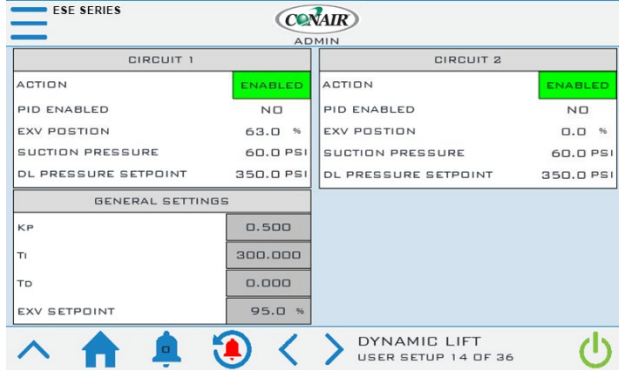 ESE SERIES
CONAIR
ADMIN
CIRCUIT 1
ACTION ENABLED
PID ENABLED NO
EXV POSTION 63.0 %
SUCTION PRESSURE 60.0 PSI
DL PRESSURE SETPOINT 350.0 PSI
CIRCUIT 2
ACTION ENABLED
PID ENABLED NO
EXV POSTION 0.0 %
SUCTION PRESSURE 60.0 PSI
DL PRESSURE SETPOINT 350.0 PSI
GENERAL SETTINGS
KP 0.500
TI 300.000
TD 0.000
EXV SETPOINT 95.0 %
0
DYNAMIC LIFT
USER SETUP 14 OF 36